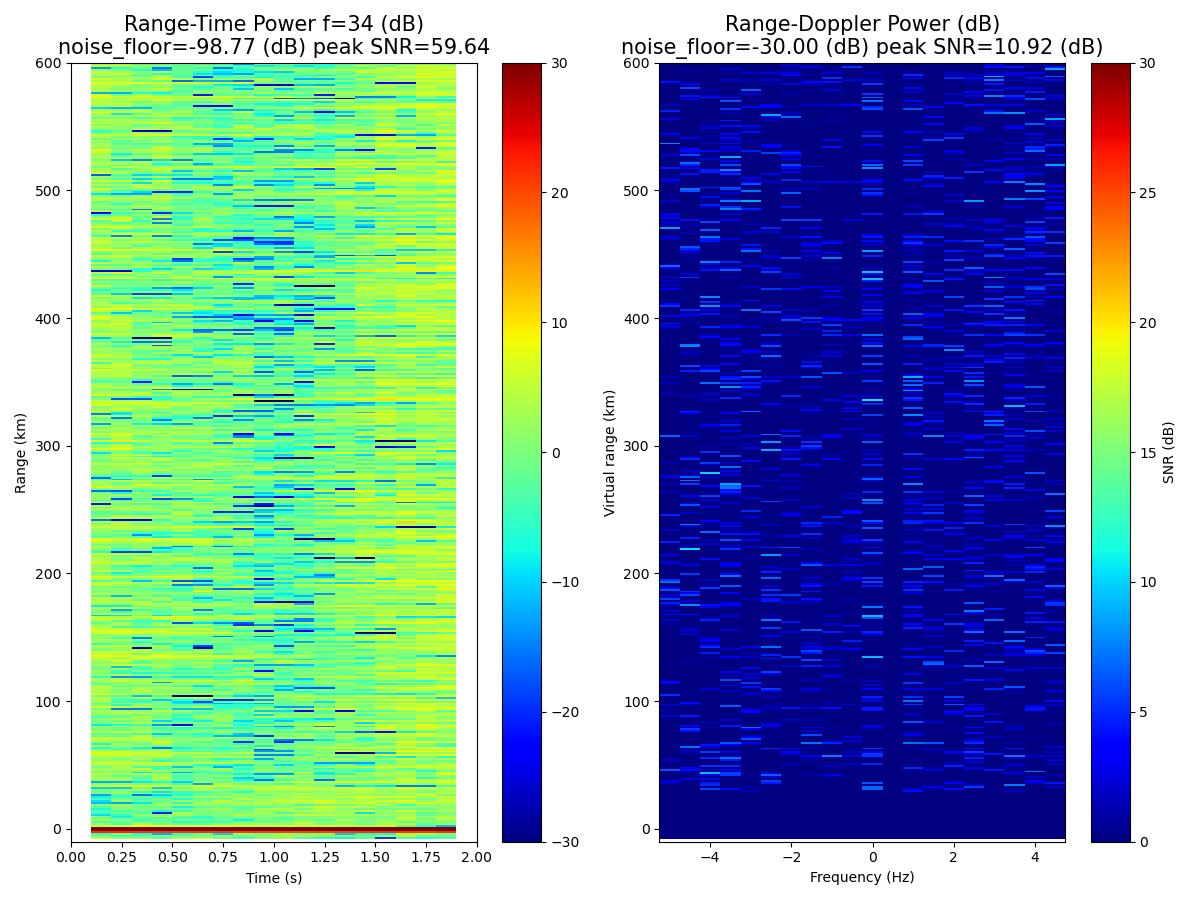 Range-Time Power f=34 (dB)
noise_floor=-98.77 (dB) peak SNR=59.64
600
500
400
300
200
100
0
Range (km)
0.00 0.25 0.50 0.75 1.00 1.25 1.50 1.75 2.00
Time (s)
30
20
10
0
−10
−20
−30
Range-Doppler Power (dB)
noise_floor=-30.00 (dB) peak SNR=10.92 (dB)
600
500
400
300
200
100
0
Virtual range (km)
−4 −2 0 2 4
Frequency (Hz)
30
25
20
15
10
5
0
SNR (dB)